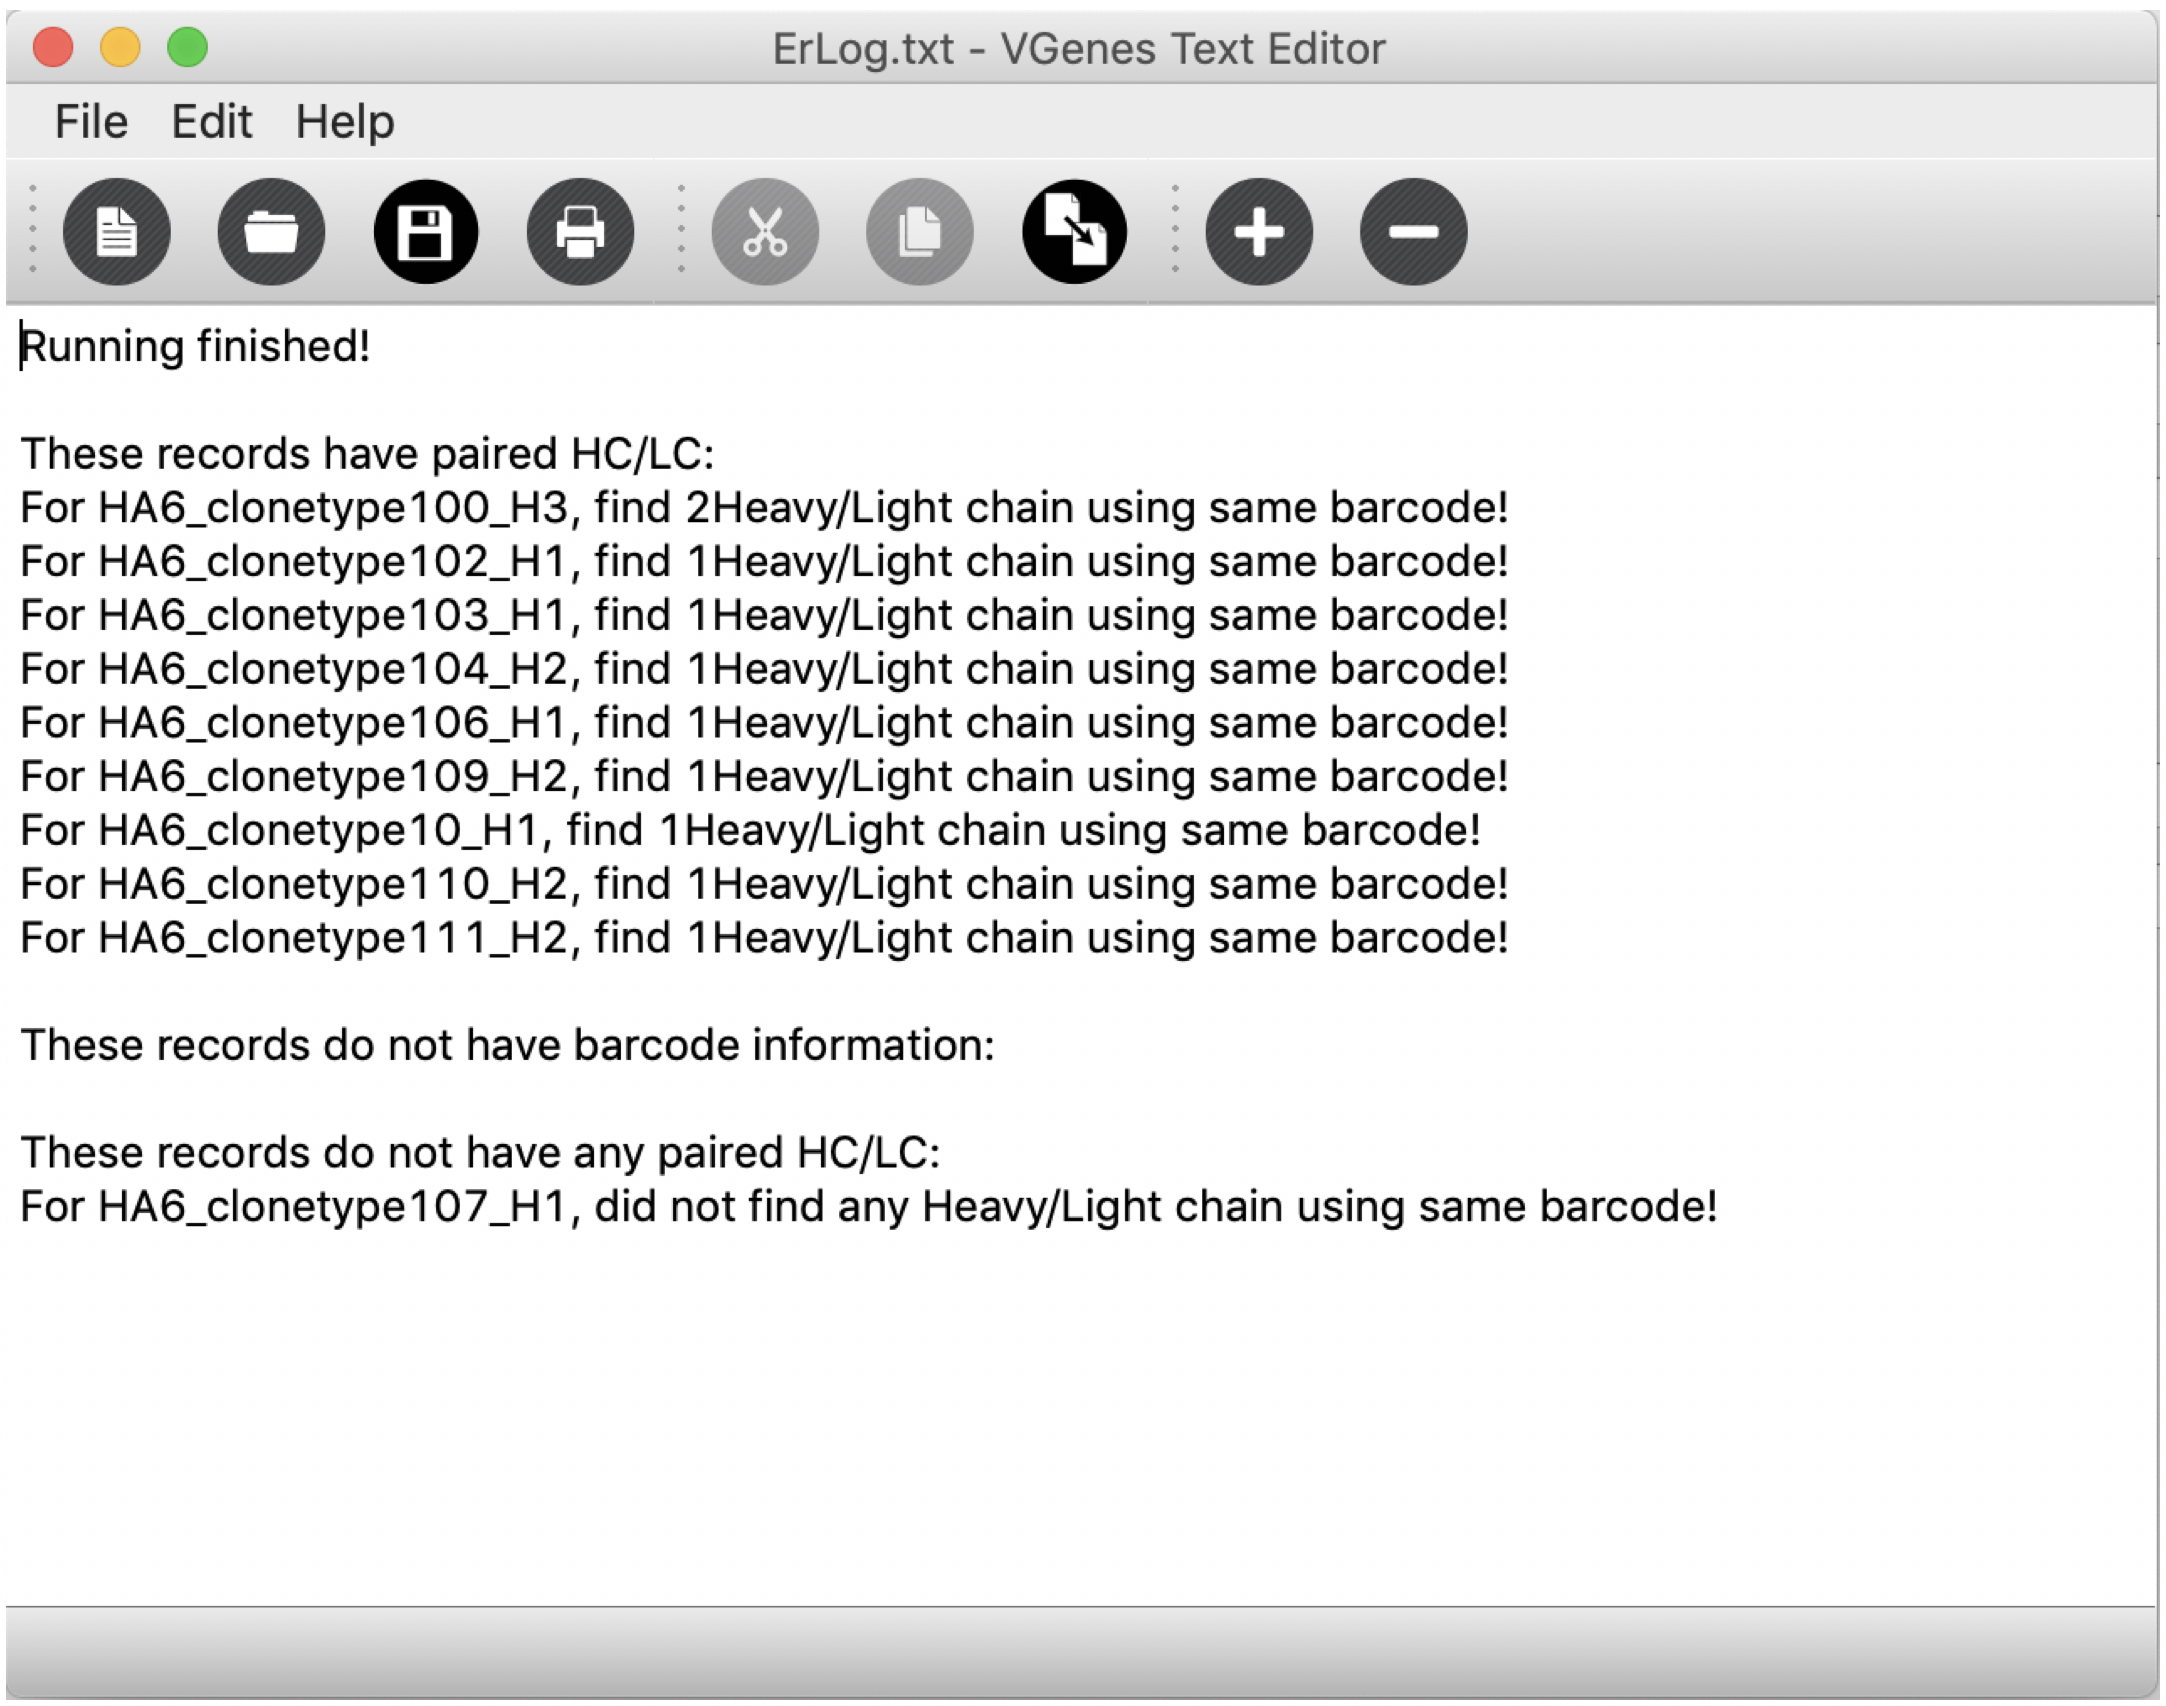 ErLog.txt - VGenes Text Editor
File Edit Help
Running finished!
These records have paired HC/LC:
For HA6_clonetype100_H3, find 2Heavy/Light chain using same barcode!
For HA6_clonetype102_H1, find 1Heavy/Light chain using same barcode!
For HA6_clonetype103_H1, find 1Heavy/Light chain using same barcode!
For HA6_clonetype104_H2, find 1Heavy/Light chain using same barcode!
For HA6_clonetype106_H1, find 1Heavy/Light chain using same barcode!
For HA6_clonetype109_H2, find 1Heavy/Light chain using same barcode!
For HA6_clonetype10_H1, find 1Heavy/Light chain using same barcode!
For HA6_clonetype110_H2, find 1Heavy/Light chain using same barcode!
For HA6_clonetype111_H2, find 1Heavy/Light chain using same barcode!
These records do not have barcode information:
These records do not have any paired HC/LC:
For HA6_clonetype107_H1, did not find any Heavy/Light chain using same barcode!